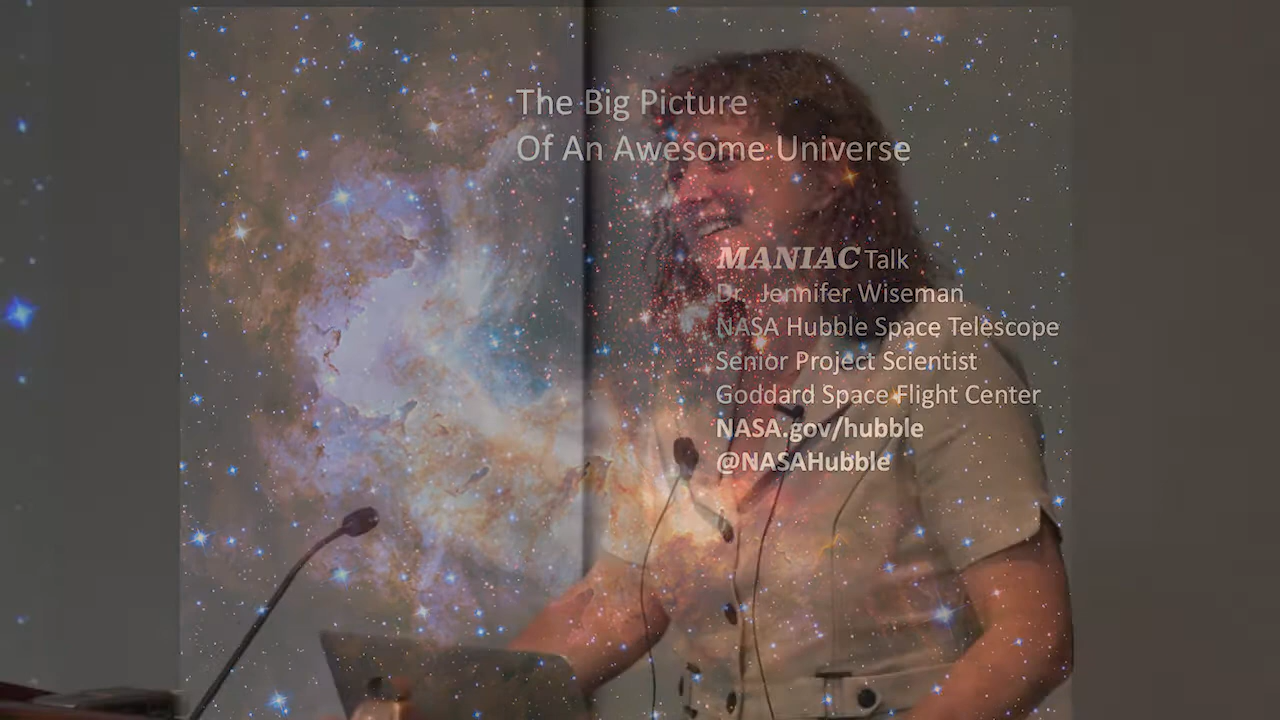 The Big Picture
Of An Awesome Universe
MANIAC Talk
Dr. Jennifer Wiseman
NASA Hubble Space Telescope
Senior Project Scientist
Goddard Space Flight Center
NASA.gov/hubble
@NASAHubble